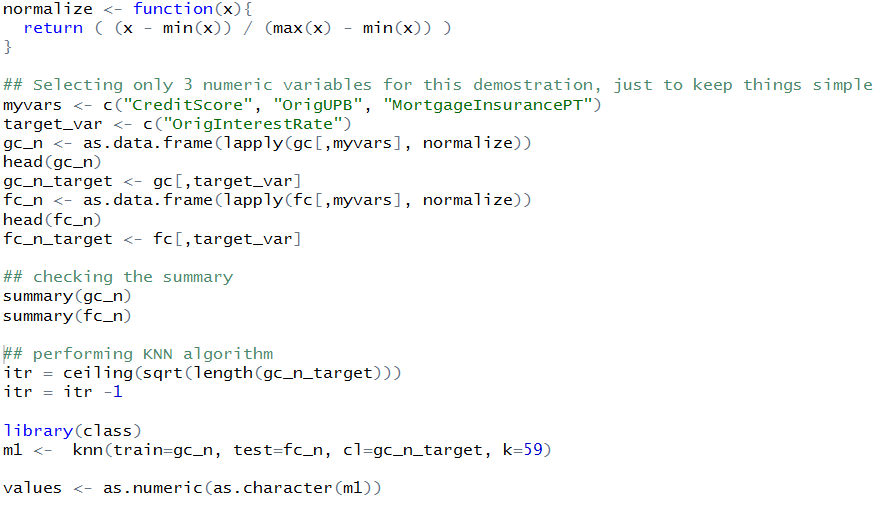 normalize <- function(x){
  return ( (x - min(x)) / (max(x) - min(x)) )
}
## Selecting only 3 numeric variables for this demostration, just to keep things simple
myvars <- c("CreditScore", "OrigUPB", "MortgageInsurancePT")
target_var <- c("OrigInterestRate")
gc_n <- as.data.frame(lapply(gc[,myvars], normalize))
head(gc_n)
gc_n_target <- gc[,target_var]
fc_n <- as.data.frame(lapply(fc[,myvars], normalize))
head(fc_n)
fc_n_target <- fc[,target_var]
## checking the summary
summary(gc_n)
summary(fc_n)
## performing KNN algorithm
itr = ceiling(sqrt(length(gc_n_target)))
itr = itr -1
library(class)
m1 <-  knn(train=gc_n, test=fc_n, cl=gc_n_target, k=59)
values <- as.numeric(as.character(m1))